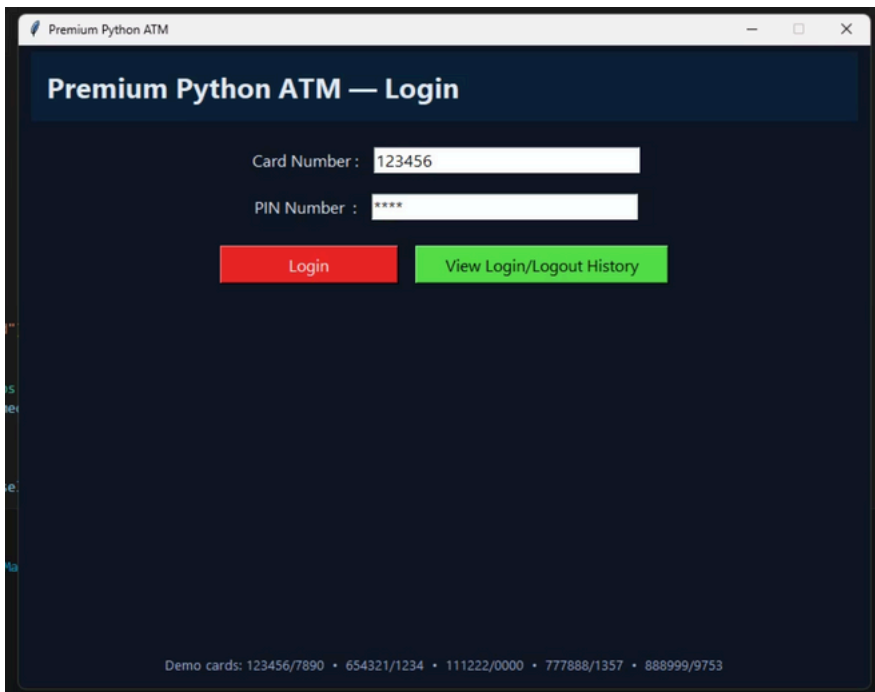 Premium Python ATM
Premium Python ATM — Login
Card Number : 123456
PIN Number : ****
Login View Login/Logout History
Demo cards: 123456/7890 • 654321/1234 • 111222/0000 • 777888/1357 • 888999/9753